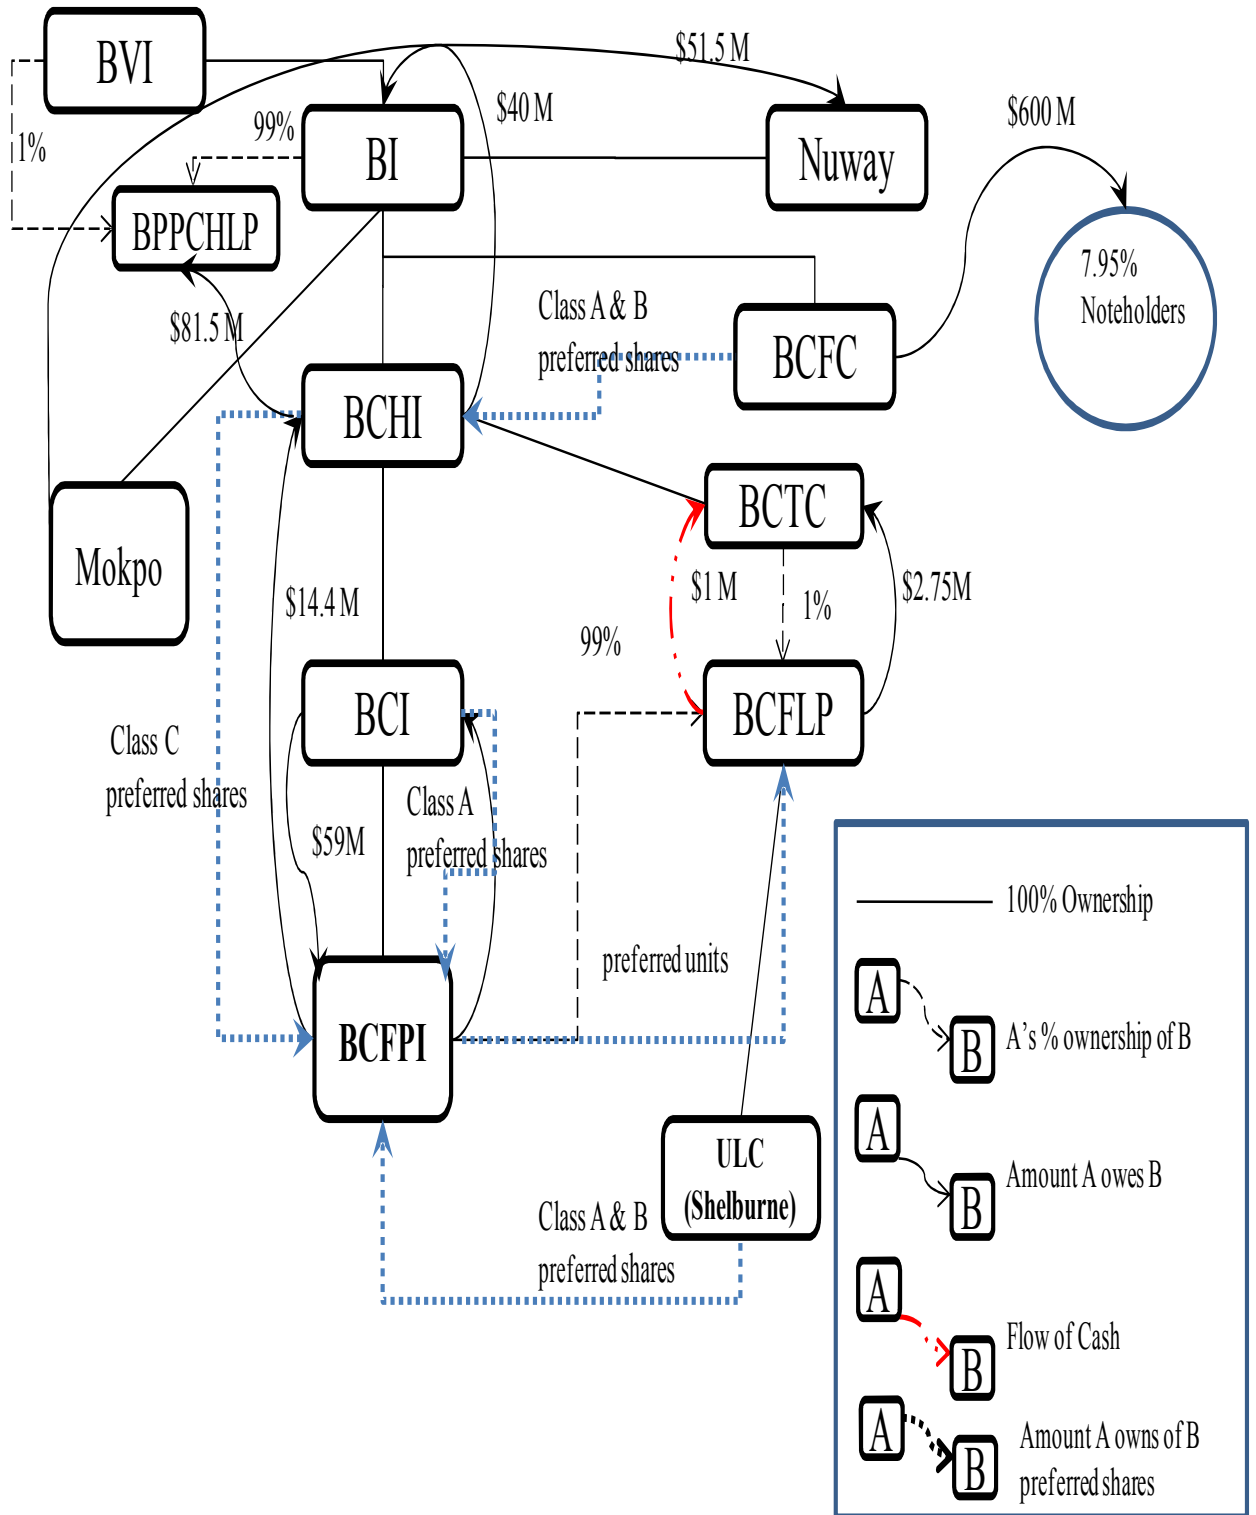 BVI
$51.5 M
$40 M
$600 M
99%
1%
BI
Nuway
BPPCHLP
7.95%
Noteholders
$81.5 M
Class A & B
preferred shares
BCFC
BCHI
BCTC
Mokpo
$14.4 M
$1 M
1%
$2.75M
99%
BCI
BCFLP
Class C
preferred shares
Class A
preferred shares
$59M
100% Ownership
preferred units
A
B
A's % ownership of B
BCFPI
A
B
Amount A owes B
ULC
(Shelburne)
Class A & B
preferred shares
A
B
Flow of Cash
A
B
Amount A owns of B
preferred shares